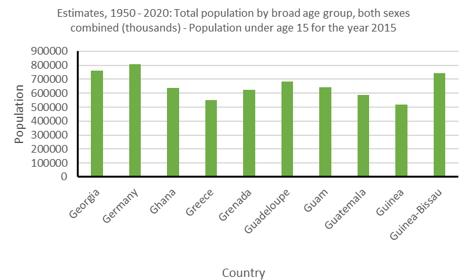 Estimates, 1950 - 2020: Total population by broad age group, both sexes
combined (thousands) - Population under age 15 for the year 2015
900000
800000
700000
600000
500000
400000
300000
200000
100000
0
Population
Georgia
Germany
Ghana
Greece
Grenada
Guadeloupe
Guam
Guatemala
Guinea
Guinea-Bissau
Country